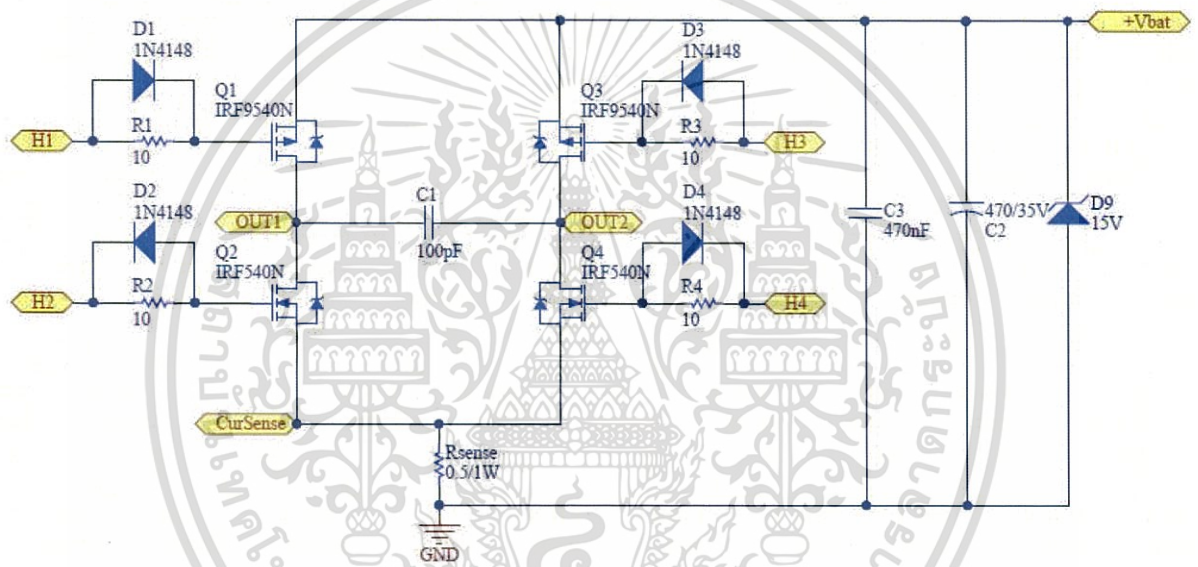 +Vbat
D1
1N4148
D3
1N4148
Q1
IRF9540N
Q3
IRF9540N
H1
R1
10
R3
10
H3
D2
1N4148
C1
100pF
D4
1N4148
OUT1
OUT2
C3
470nF
470/35V
C2
D9
15V
Q2
IRF540N
Q4
IRF540N
H2
R2
10
R4
10
H4
CurSense
Rsense
0.5/1W
GND